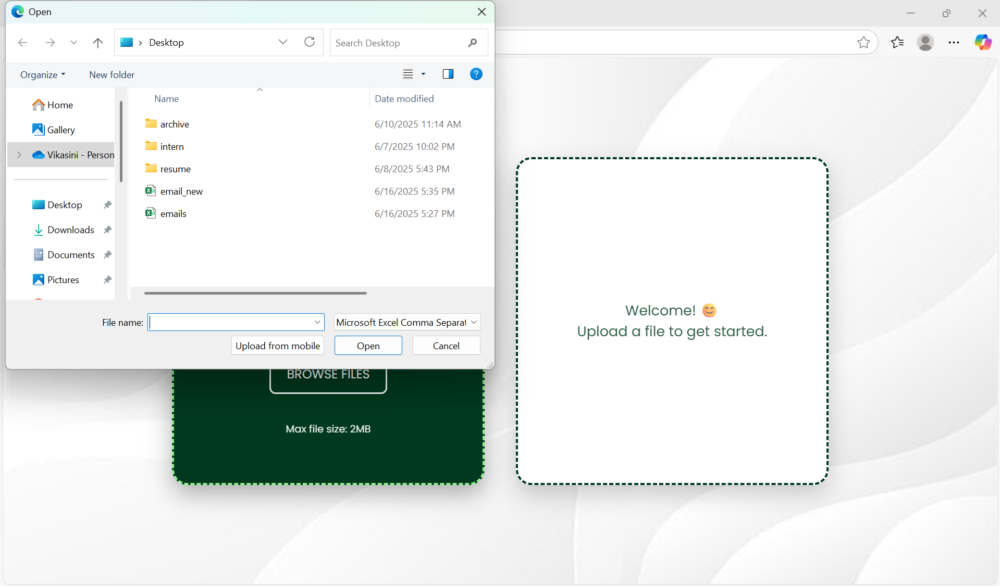 Open
Desktop
Search Desktop
Organize
New folder
?
Name
Date modified
Home
Gallery
Vikasini - Person
Desktop
Downloads
Documents
Pictures
archive 6/10/2025 11:14 AM
intern 6/7/2025 10:02 PM
resume 6/8/2025 5:43 PM
email_new 6/16/2025 5:35 PM
emails 6/16/2025 5:27 PM
File name:
Microsoft Excel Comma Separat
Upload from mobile
Open
Cancel
BROWSE FILES
Max file size: 2MB
Welcome! 😊
Upload a file to get started.